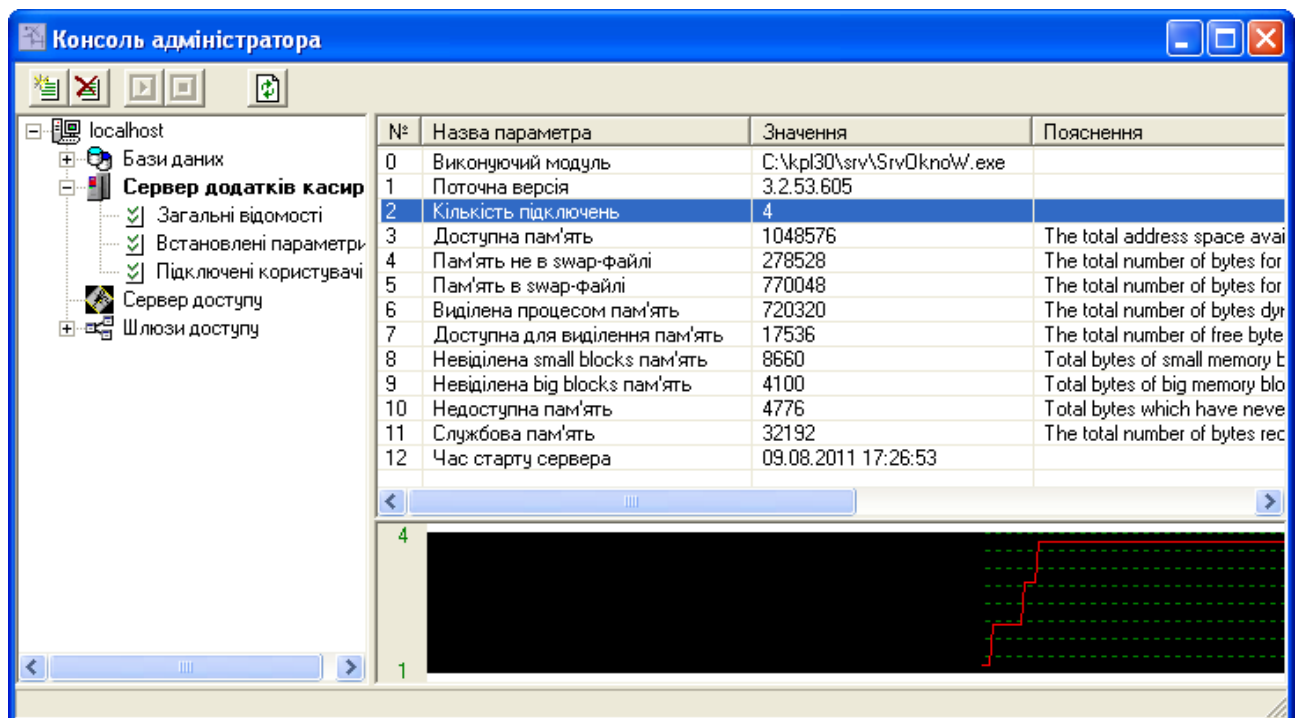 Консоль адміністратора
localhost
Бази даних
Сервер додатків касир
Загальні відомості
Встановлені параметри
Підключені користувачі
Сервер доступу
Шлюзи доступу
№ Назва параметра Значення Пояснення
0 Виконуючий модуль C:\kpl30\srv\SrvOknoW.exe
1 Поточна версія 3.2.53.605
2 Кількість підключень 4
3 Доступна пам'ять 1048576 The total address space avai
4 Пам'ять не в swap-файлі 278528 The total number of bytes for
5 Пам'ять в swap-файлі 770048 The total number of bytes for
6 Виділена процесом пам'ять 720320 The total number of bytes dyn
7 Доступна для виділення пам'ять 17536 The total number of free byte
8 Невіділена small blocks пам'ять 8660 Total bytes of small memory b
9 Невіділена big blocks пам'ять 4100 Total bytes of big memory blo
10 Недоступна пам'ять 4776 Total bytes which have neve
11 Службова пам'ять 32192 The total number of bytes rec
12 Час старту сервера 09.08.2011 17:26:53
4
1